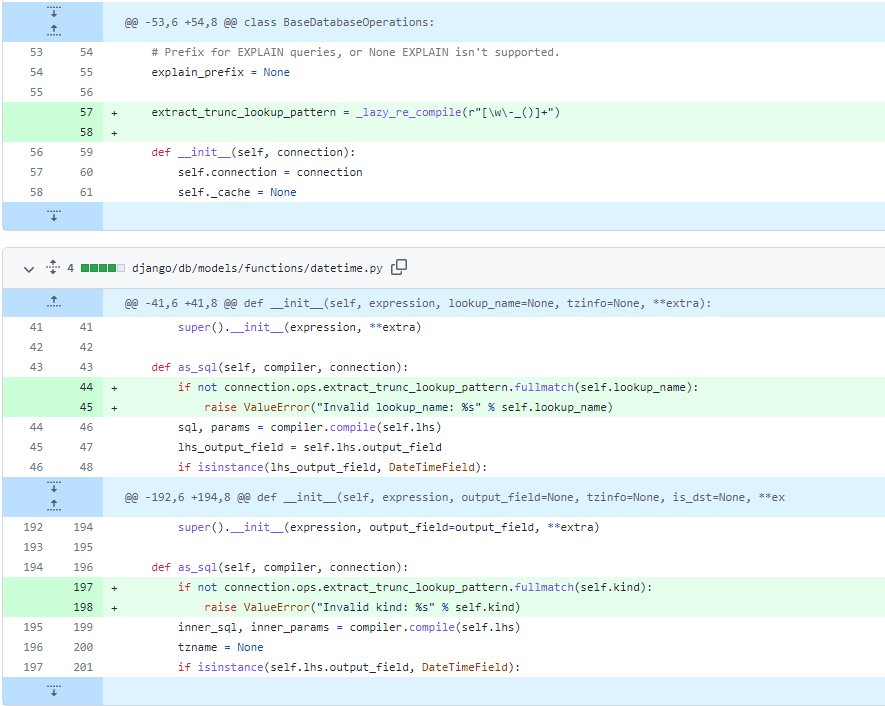 @@ -53,6 +54,8 @@ class BaseDatabaseOperations:
53 54 # Prefix for EXPLAIN queries, or None EXPLAIN isn't supported.
54 55 explain_prefix = None
55 56
57 + extract_trunc_lookup_pattern = _lazy_re_compile(r"[\w\-_()]+")
58 +
56 59 def __init__(self, connection):
57 60 self.connection = connection
58 61 self._cache = None
4 django/db/models/functions/datetime.py
@@ -41,6 +41,8 @@ def __init__(self, expression, lookup_name=None, tzinfo=None, **extra):
41 41 super().__init__(expression, **extra)
42 42
43 43 def as_sql(self, compiler, connection):
44 + if not connection.ops.extract_trunc_lookup_pattern.fullmatch(self.lookup_name):
45 + raise ValueError("Invalid lookup_name: %s" % self.lookup_name)
44 46 sql, params = compiler.compile(self.lhs)
45 47 lhs_output_field = self.lhs.output_field
46 48 if isinstance(lhs_output_field, DateTimeField):
@@ -192,6 +194,8 @@ def __init__(self, expression, output_field=None, tzinfo=None, is_dst=None, **ex
192 194 super().__init__(expression, output_field=output_field, **extra)
193 195
194 196 def as_sql(self, compiler, connection):
197 + if not connection.ops.extract_trunc_lookup_pattern.fullmatch(self.kind):
198 + raise ValueError("Invalid kind: %s" % self.kind)
195 199 inner_sql, inner_params = compiler.compile(self.lhs)
196 200 tzname = None
197 201 if isinstance(self.lhs.output_field, DateTimeField):